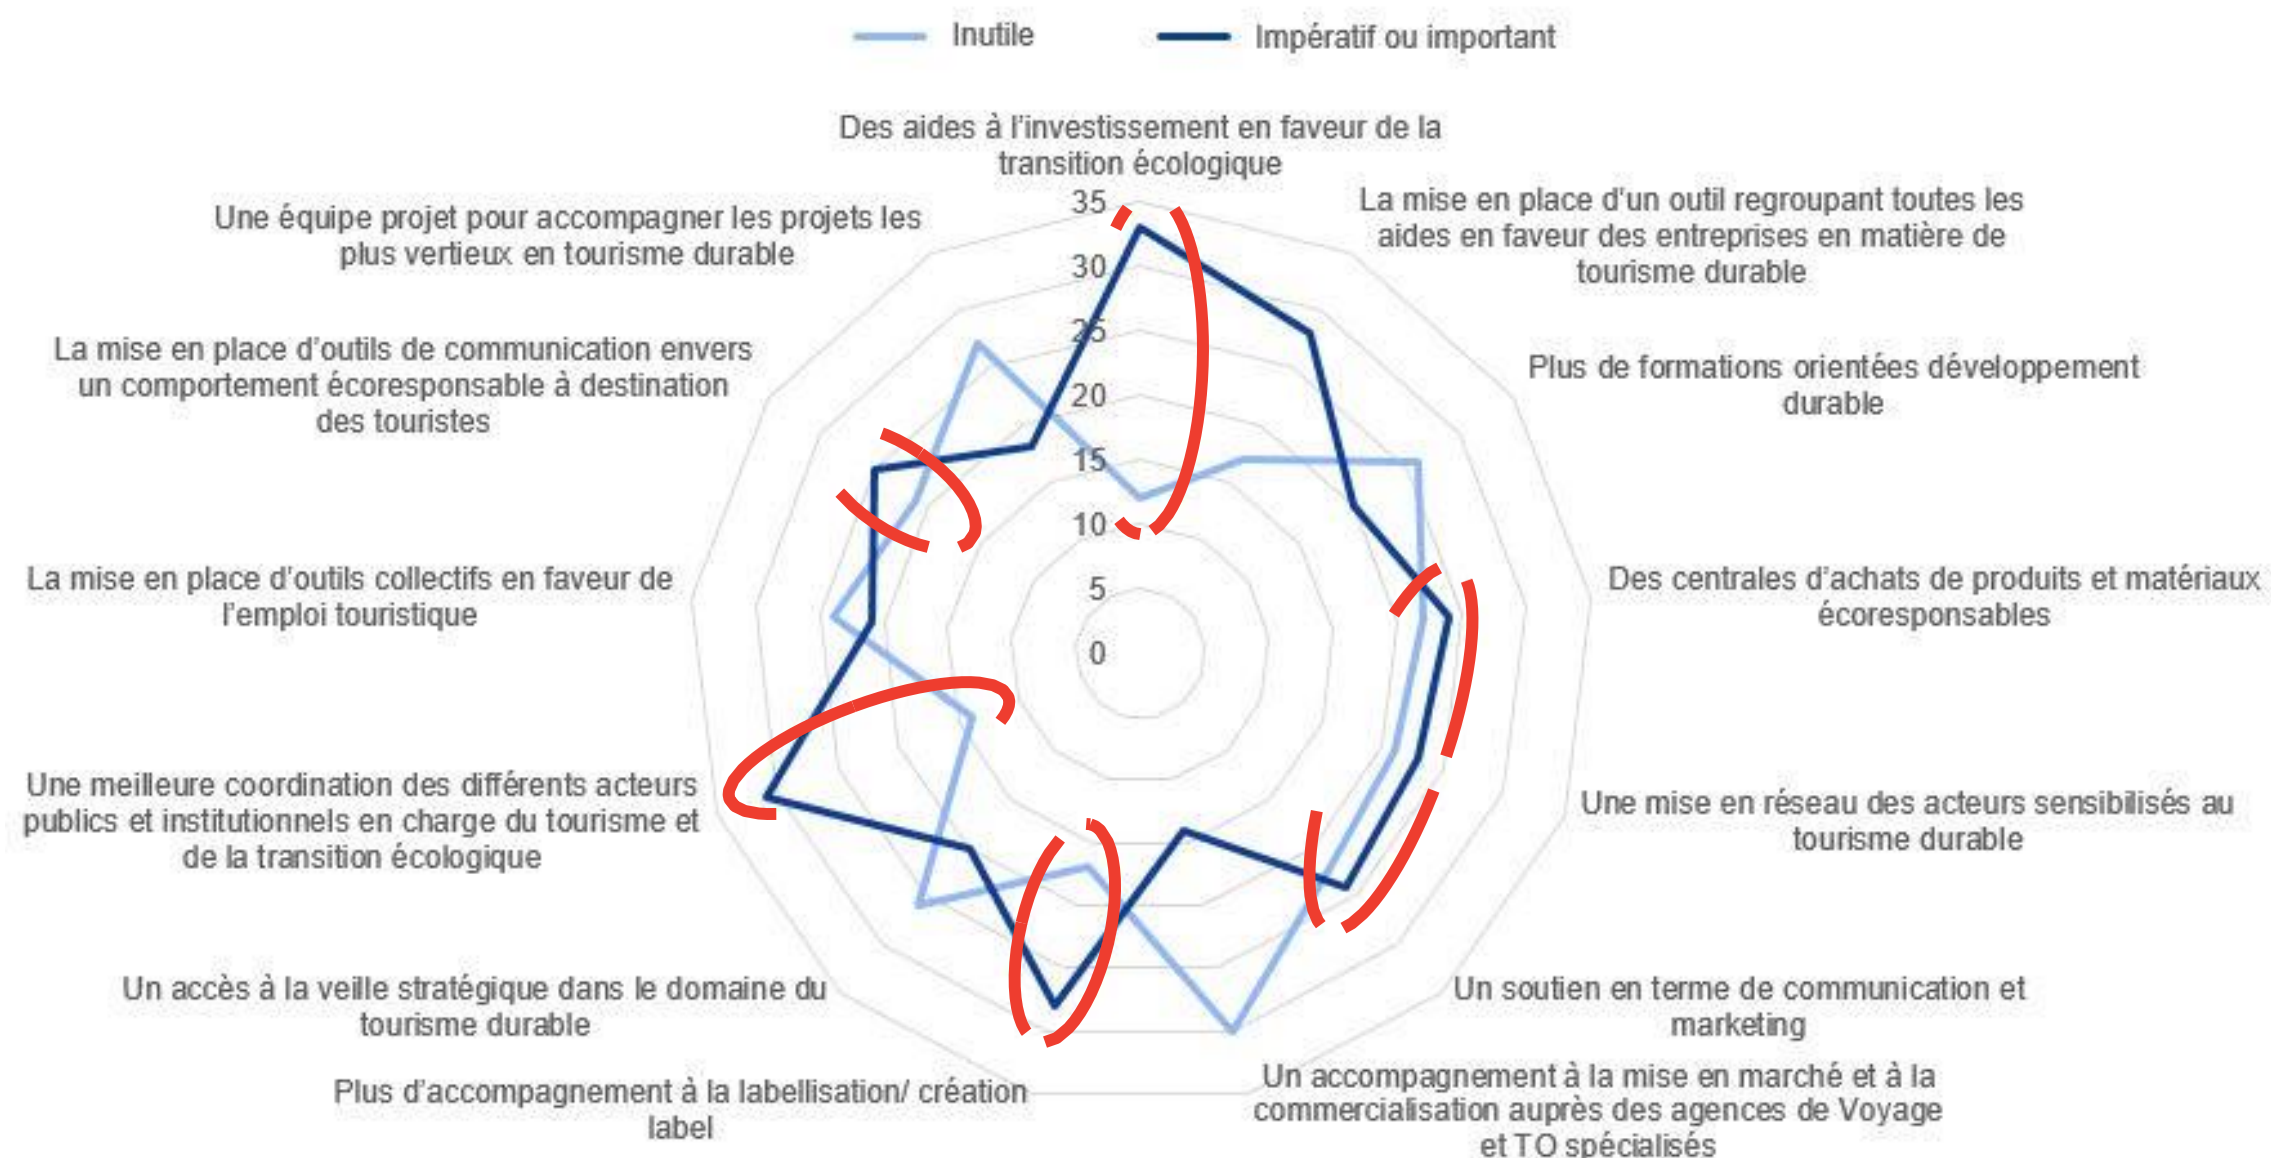 Inutile
Impératif ou important
Des aides à l'investissement en faveur de la
transition écologique
La mise en place d'un outil regroupant toutes les
aides en faveur des entreprises en matière de
tourisme durable
Plus de formations orientées développement
durable
Des centrales d'achats de produits et matériaux
écoresponsables
Une mise en réseau des acteurs sensibilisés au
tourisme durable
Un soutien en terme de communication et
marketing
Un accompagnement à la mise en marché et à la
commercialisation auprès des agences de Voyage
et TO spécialisés
Plus d'accompagnement à la labellisation/ création
label
Un accès à la veille stratégique dans le domaine du
tourisme durable
Une meilleure coordination des différents acteurs
publics et institutionnels en charge du tourisme et
de la transition écologique
La mise en place d'outils collectifs en faveur de
l'emploi touristique
La mise en place d'outils de communication envers
un comportement écoresponsable à destination
des touristes
Une équipe projet pour accompagner les projets les
plus vertieux en tourisme durable
35
30
25
20
15
10
5
0